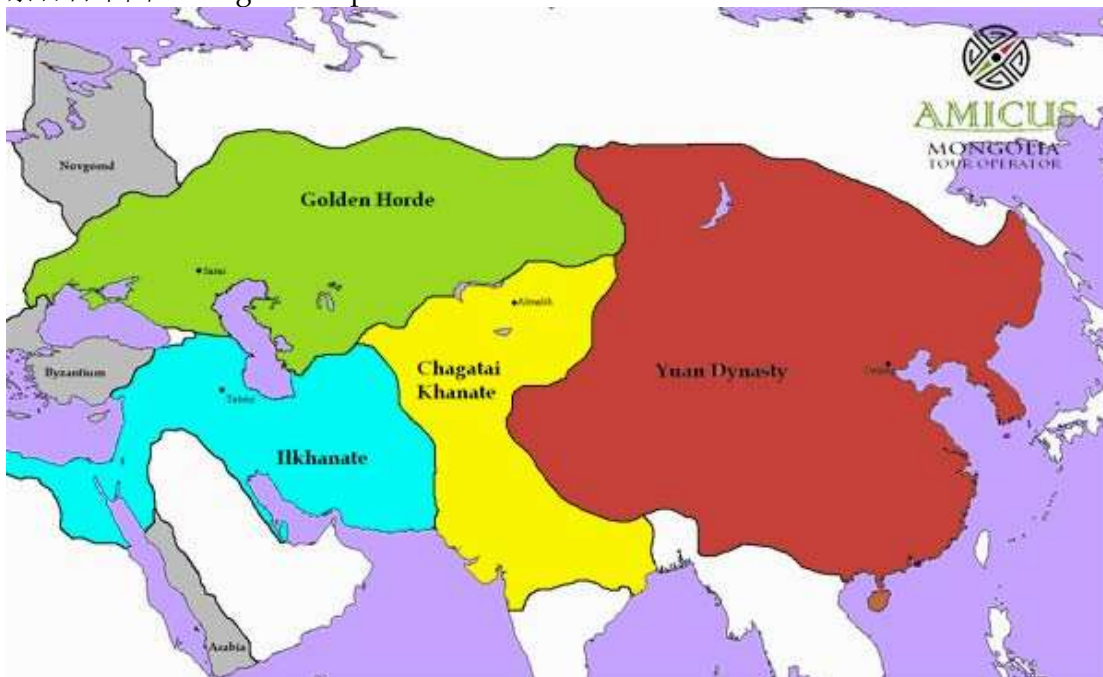 AMICUS
MONGOLIA
TOUR OPERATOR
Novgorod
Golden Horde
Sarai
Almalik
Byzantium
Chagatai
Khanate
Yuan Dynasty
Tabriz
Ilkhanate
Arabia